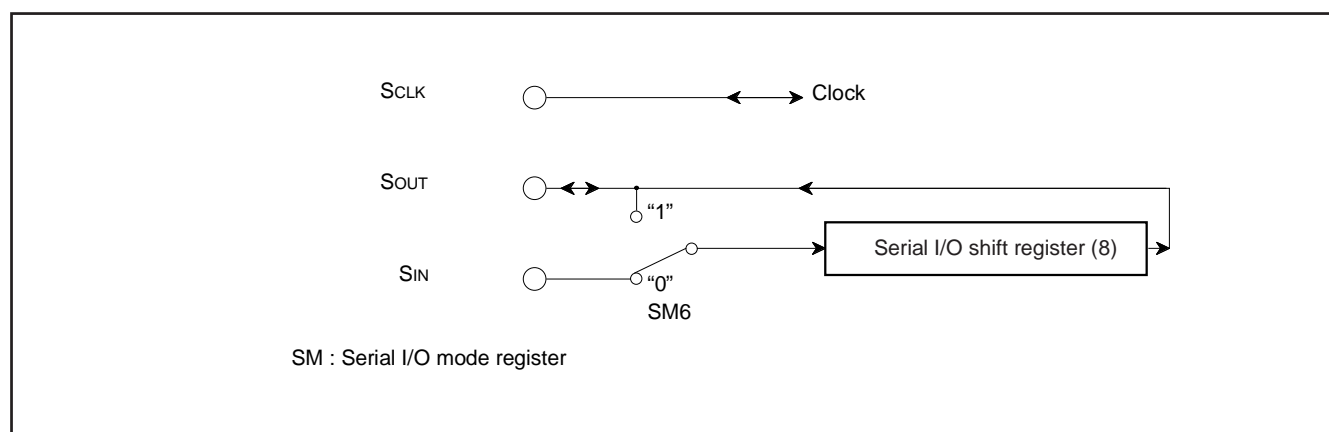 SCLK
Clock
SOUT
“1”
Serial I/O shift register (8)
SIN
“0”
SM6
SM : Serial I/O mode register